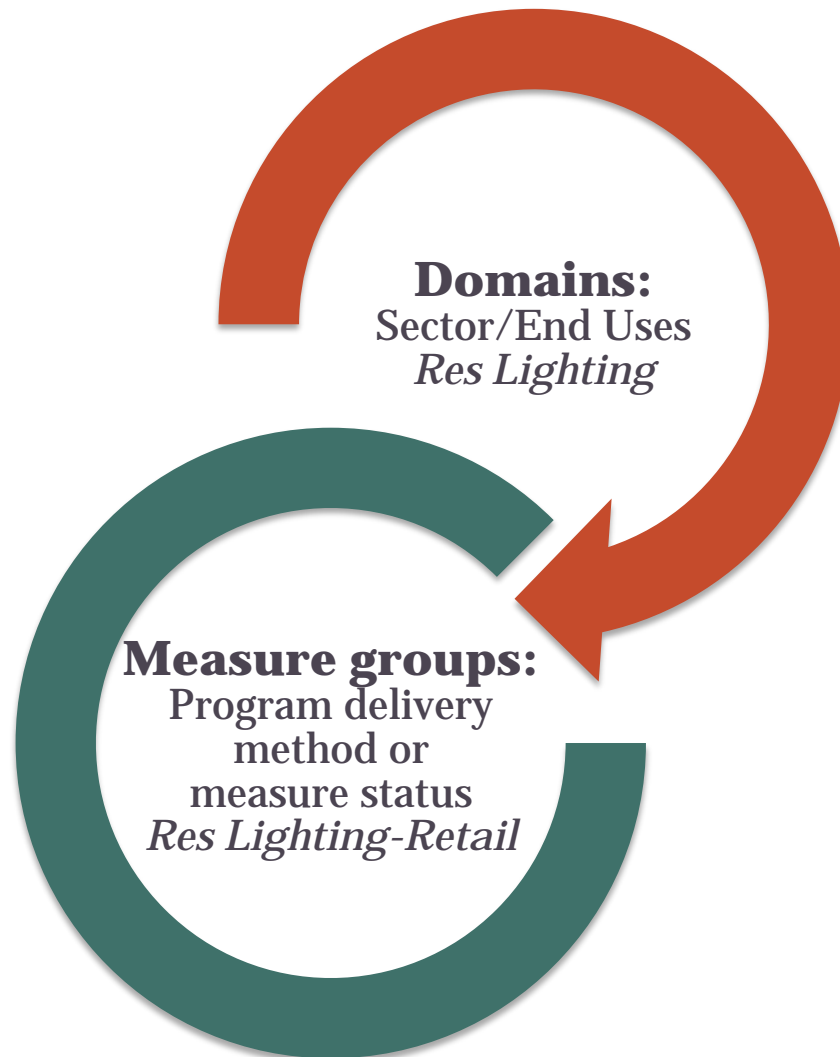 Domains:
Sector/End Uses
Res Lighting
Measure groups:
Program delivery
method or
measure status
Res Lighting-Retail